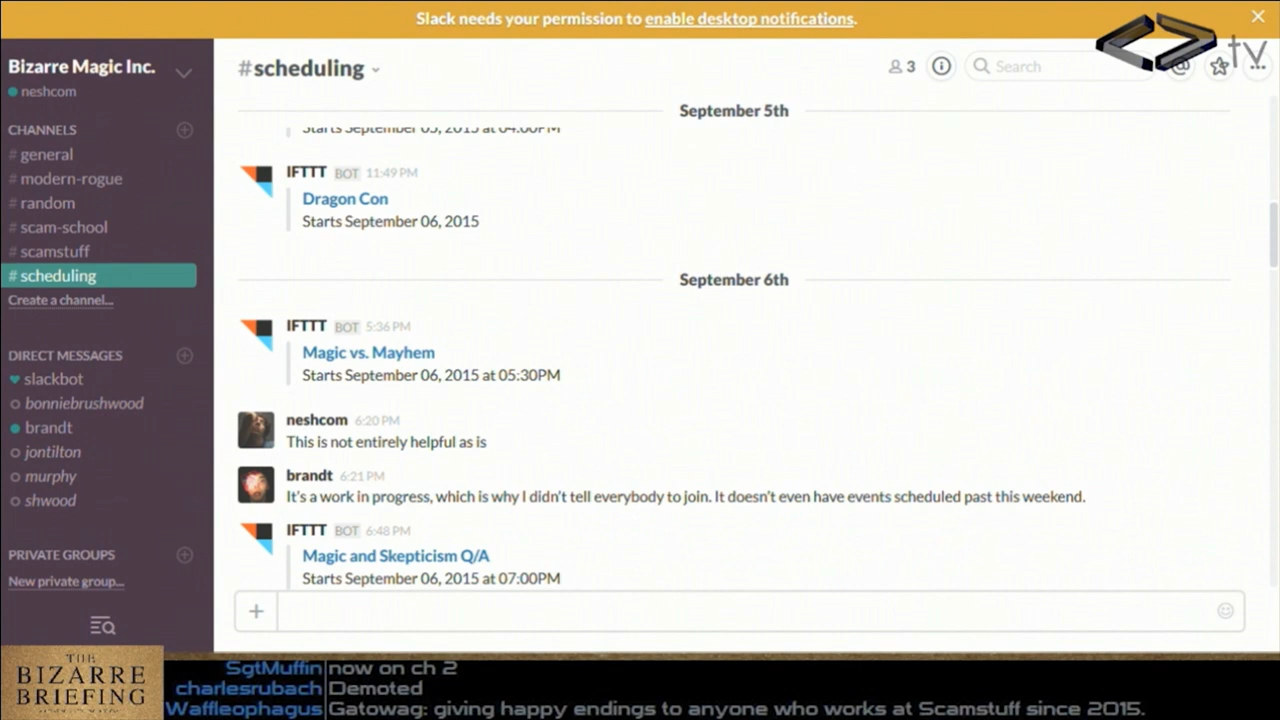 Slack needs your permission to enable desktop notifications.
tv
Bizarre Magic Inc.
neshcom
CHANNELS
# general
# modern-rogue
# random
# scam-school
# scamstuff
# scheduling
Create a channel...
DIRECT MESSAGES
slackbot
bonniebrushwood
brandt
jontilton
murphy
shwood
PRIVATE GROUPS
New private group...
#scheduling
3
Search
September 5th
Starts September 05, 2015 at 04:00PM
IFTTT BOT 11:49 PM
Dragon Con
Starts September 06, 2015
September 6th
IFTTT BOT 5:36 PM
Magic vs. Mayhem
Starts September 06, 2015 at 05:30PM
neshcom 6:20 PM
This is not entirely helpful as is
brandt 6:21 PM
It's a work in progress, which is why I didn't tell everybody to join. It doesn't even have events scheduled past this weekend.
IFTTT BOT 6:48 PM
Magic and Skepticism Q/A
Starts September 06, 2015 at 07:00PM
THE
BIZARRE
BRIEFING
SgtMuffin now on ch 2
charlesrubach Demoted
Waffleophagus Gatowag: giving happy endings to anyone who works at Scamstuff since 2015.